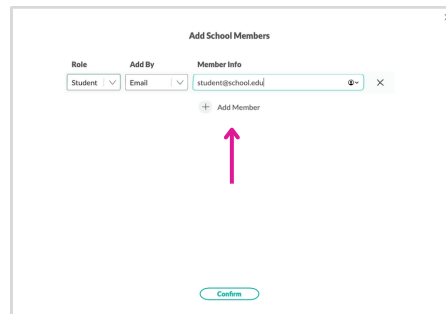 Add School Members
Role Add By Member Info
Student Email student@school.edu
Add Member
Confirm